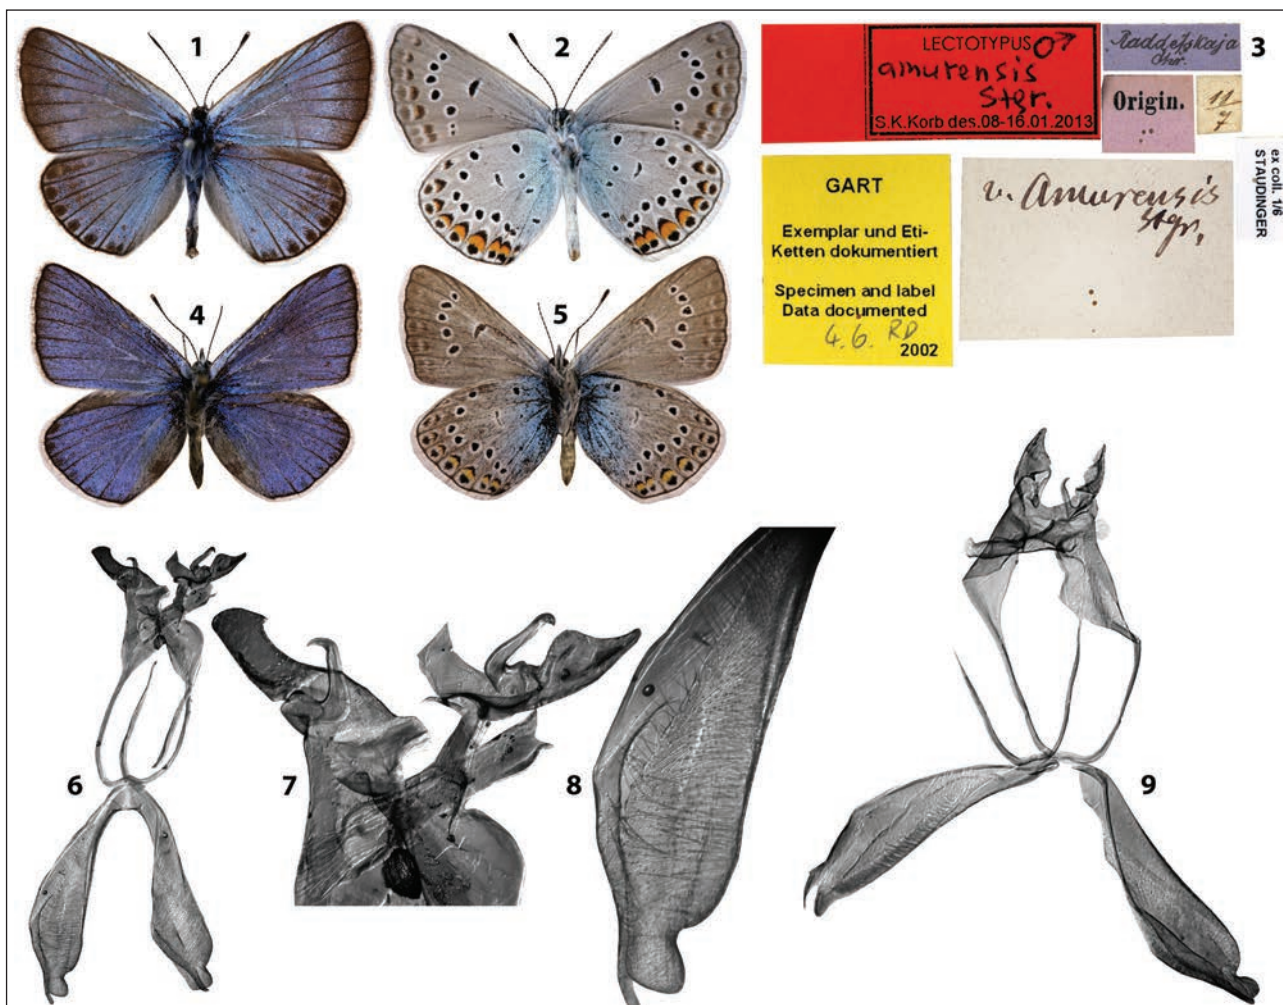 1
2
LECTOTYPUS ♂
amurensis
Stgr.
S.K.Korb des.08-16.01.2013
Raddefskaja
Origin.
11/7
3
GART
Exemplar und Eti-
Ketten dokumentiert
Specimen and label
Data documented
4.6. RD
2002
v. Amurensis
Stgr.
ex coll. 1/6
STAUDINGER
4
5
6
7
8
9